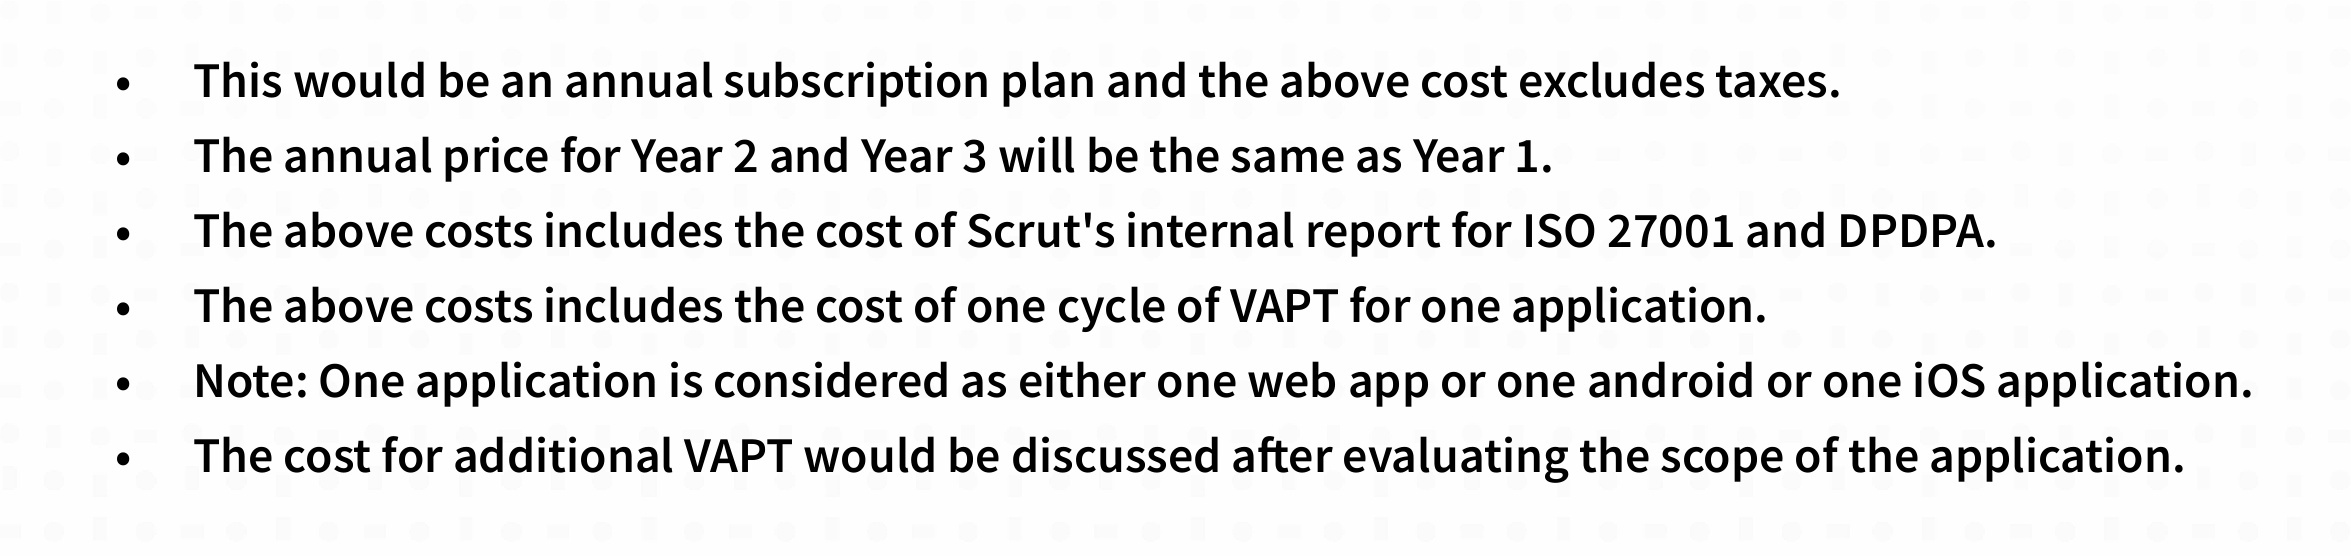 • This would be an annual subscription plan and the above cost excludes taxes.
• The annual price for Year 2 and Year 3 will be the same as Year 1.
• The above costs includes the cost of Scrut's internal report for ISO 27001 and DPDPA.
• The above costs includes the cost of one cycle of VAPT for one application.
• Note: One application is considered as either one web app or one android or one iOS application.
• The cost for additional VAPT would be discussed after evaluating the scope of the application.